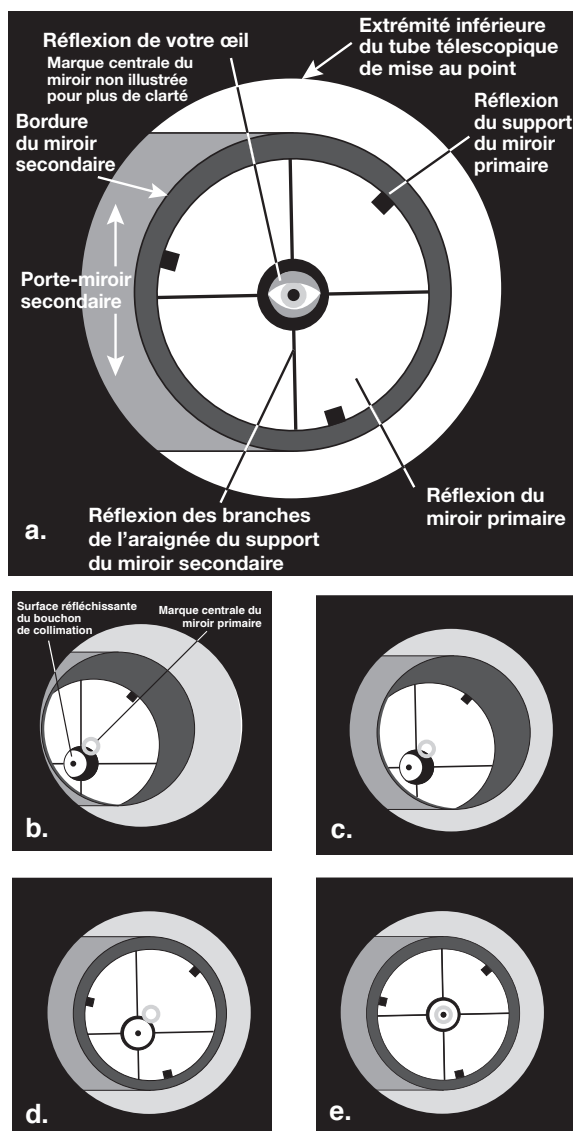 Réflexion de votre œil
Marque centrale du
miroir non illustrée
pour plus de clarté
Extrémité inférieure
du tube télescopique
de mise au point
Bordure
du miroir
secondaire
Réflexion
du support
du miroir
primaire
Porte-miroir
secondaire
Réflexion des branches
de l’araignée du support
du miroir secondaire
Réflexion du
miroir primaire
a.
Surface réfléchissante
du bouchon
de collimation
Marque centrale du
miroir primaire
b.
c.
d.
e.